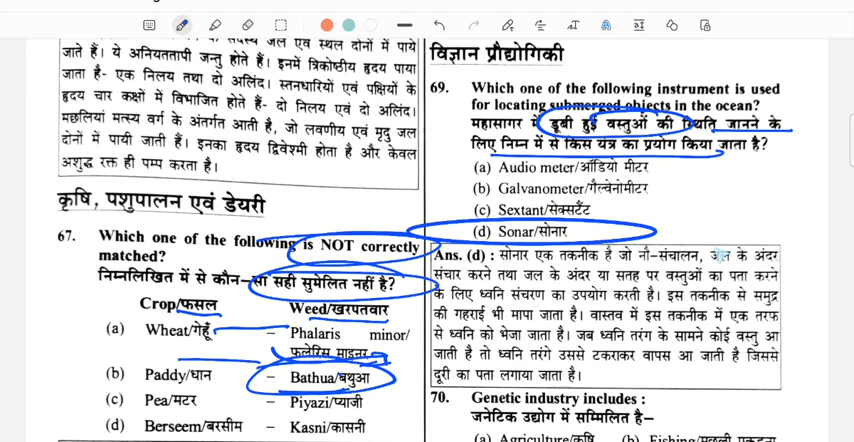 जाते हैं। ये अनियततापी जन्तु होते हैं। इनमें त्रिकोष्ठीय हृदय पाया
जाता है- एक निलय तथा दो अलिंद। स्तनधारियों एवं पक्षियों के
हृदय चार कक्षों में विभाजित होते हैं- दो निलय एवं दो अलिंद।
मछलियां मत्स्य वर्ग के अंतर्गत आती है, जो लवणीय एवं मृदु जल
दोनों में पायी जाती हैं। इनका हृदय द्विवेश्मी होता है और केवल
अशुद्ध रक्त ही पम्प करता है।
कृषि, पशुपालन एवं डेयरी
67. Which one of the following is NOT correctly
matched?
निम्नलिखित में से कौन-सा सही सुमेलित नहीं है?
Crop/फसल Weed/खरपतवार
(a) Wheat/गेहूँ – Phalaris minor/
फलेरिस माइनर
(b) Paddy/धान – Bathua/बथुआ
(c) Pea/मटर – Piyazi/प्याजी
(d) Berseem/बरसीम – Kasni/कासनी
विज्ञान प्रौद्योगिकी
69. Which one of the following instrument is used
for locating submerged objects in the ocean?
महासागर में डूबी हुई वस्तुओं की स्थिति जानने के
लिए निम्न में से किस यंत्र का प्रयोग किया जाता है?
(a) Audio meter/ऑडियो मीटर
(b) Galvanometer/गैल्वेनोमीटर
(c) Sextant/सेक्सटैंट
(d) Sonar/सोनार
Ans. (d) : सोनार एक तकनीक है जो नौ-संचालन, जल के अंदर
संचार करने तथा जल के अंदर या सतह पर वस्तुओं का पता करने
के लिए ध्वनि संचरण का उपयोग करती है। इस तकनीक से समुद्र
की गहराई भी मापा जाता है। वास्तव में इस तकनीक में एक तरफ
से ध्वनि को भेजा जाता है। जब ध्वनि तरंग के सामने कोई वस्तु आ
जाती है तो ध्वनि तरंगे उससे टकराकर वापस आ जाती है जिससे
दूरी का पता लगाया जाता है।
70. Genetic industry includes :
जनेटिक उद्योग में सम्मिलित है–
(a) Agriculture/कृषि (b) Fishing/मछली पकड़ना